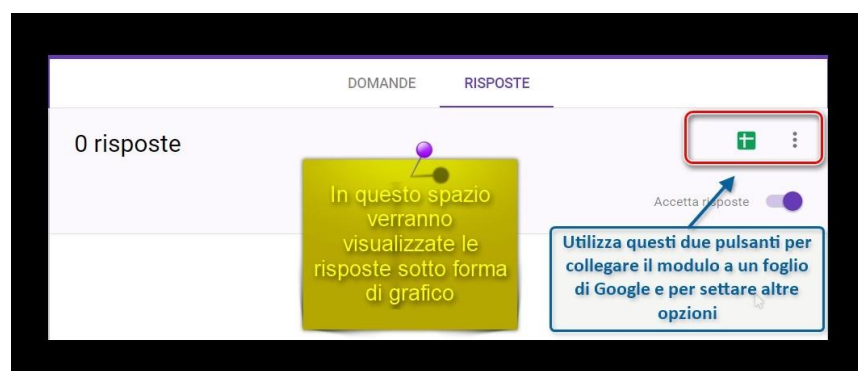 DOMANDE RISPOSTE
0 risposte
In questo spazio
verranno
visualizzate le
risposte sotto forma
di grafico
Accetta risposte
Utilizza questi due pulsanti per
collegare il modulo a un foglio
di Google e per settare altre
opzioni